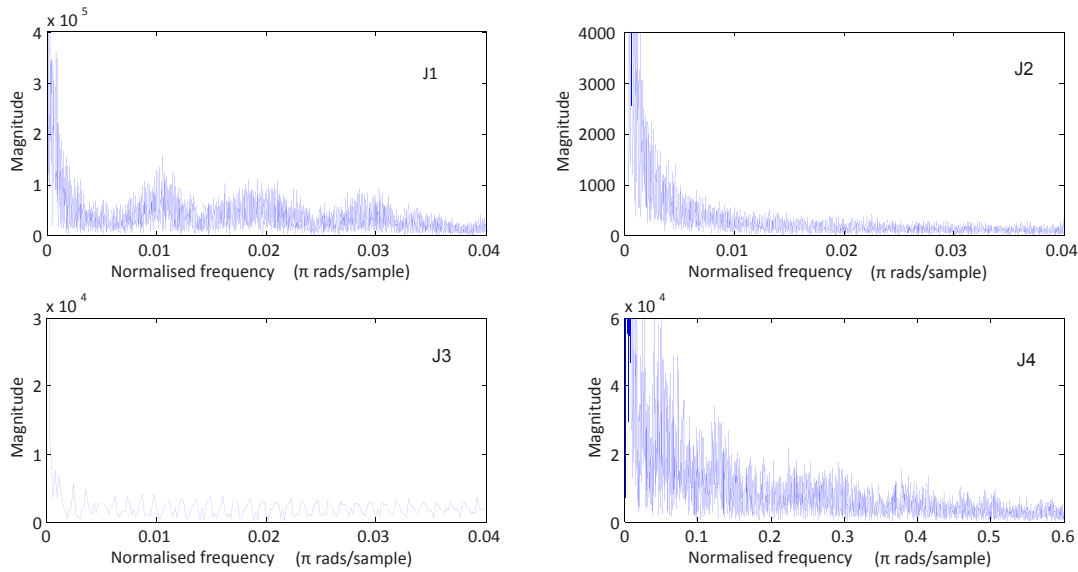 x 10 5
4
3
2
1
0
Magnitude
J1
0 0.01 0.02 0.03 0.04
Normalised frequency (π rads/sample)
4000
3000
2000
1000
0
Magnitude
J2
0 0.01 0.02 0.03 0.04
Normalised frequency (π rads/sample)
x 10 4
3
2
1
0
Magnitude
J3
0 0.01 0.02 0.03 0.04
Normalised frequency (π rads/sample)
x 10 4
6
4
2
0
Magnitude
J4
0 0.1 0.2 0.3 0.4 0.5 0.6
Normalised frequency (π rads/sample)